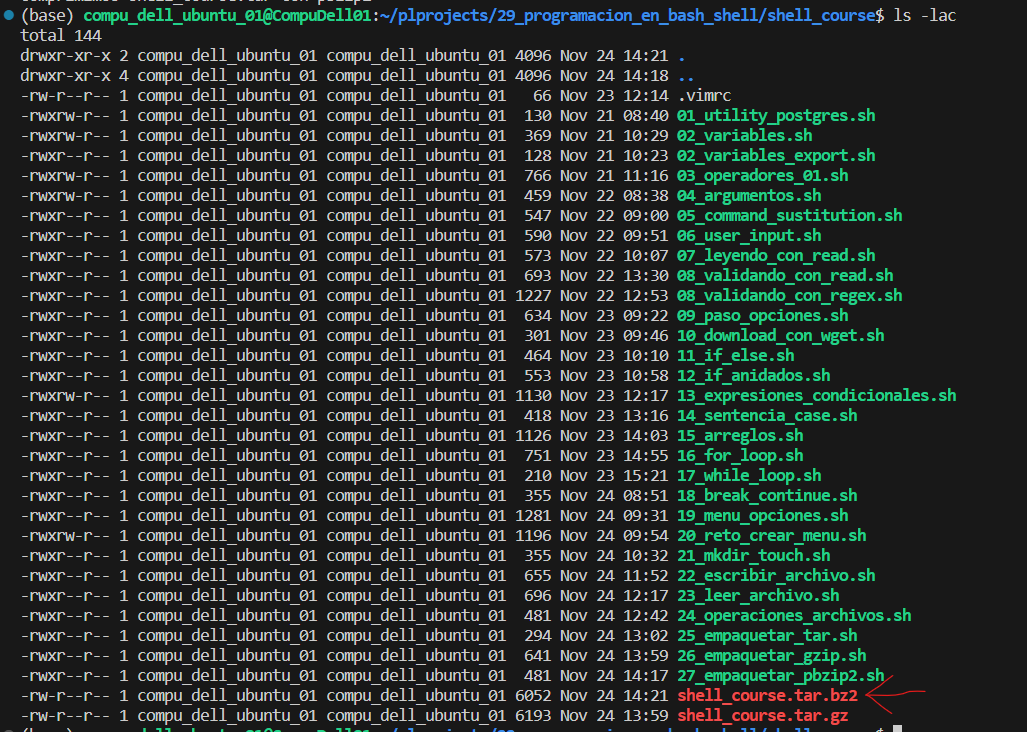 (base) compu_dell_ubuntu_01@CompuDell01:~/plprojects/29_programacion_en_bash_shell/shell_course$ ls -lac
total 144
drwxr-xr-x 2 compu_dell_ubuntu_01 compu_dell_ubuntu_01 4096 Nov 24 14:21 .
drwxr-xr-x 4 compu_dell_ubuntu_01 compu_dell_ubuntu_01 4096 Nov 24 14:18 ..
-rw-r--r-- 1 compu_dell_ubuntu_01 compu_dell_ubuntu_01   66 Nov 23 12:14 .vimrc
-rwxrw-r-- 1 compu_dell_ubuntu_01 compu_dell_ubuntu_01  130 Nov 21 08:40 01_utility_postgres.sh
-rwxrw-r-- 1 compu_dell_ubuntu_01 compu_dell_ubuntu_01  369 Nov 21 10:29 02_variables.sh
-rwxr--r-- 1 compu_dell_ubuntu_01 compu_dell_ubuntu_01  128 Nov 21 10:23 02_variables_export.sh
-rwxrw-r-- 1 compu_dell_ubuntu_01 compu_dell_ubuntu_01  766 Nov 21 11:16 03_operadores_01.sh
-rwxrw-r-- 1 compu_dell_ubuntu_01 compu_dell_ubuntu_01  459 Nov 22 08:38 04_argumentos.sh
-rwxr--r-- 1 compu_dell_ubuntu_01 compu_dell_ubuntu_01  547 Nov 22 09:00 05_command_sustitution.sh
-rwxr--r-- 1 compu_dell_ubuntu_01 compu_dell_ubuntu_01  590 Nov 22 09:51 06_user_input.sh
-rwxr--r-- 1 compu_dell_ubuntu_01 compu_dell_ubuntu_01  573 Nov 22 10:07 07_leyendo_con_read.sh
-rwxr--r-- 1 compu_dell_ubuntu_01 compu_dell_ubuntu_01  693 Nov 22 13:30 08_validando_con_read.sh
-rwxr--r-- 1 compu_dell_ubuntu_01 compu_dell_ubuntu_01 1227 Nov 22 12:53 08_validando_con_regex.sh
-rwxr--r-- 1 compu_dell_ubuntu_01 compu_dell_ubuntu_01  634 Nov 23 09:22 09_paso_opciones.sh
-rwxr--r-- 1 compu_dell_ubuntu_01 compu_dell_ubuntu_01  301 Nov 23 09:46 10_download_con_wget.sh
-rwxr--r-- 1 compu_dell_ubuntu_01 compu_dell_ubuntu_01  464 Nov 23 10:10 11_if_else.sh
-rwxr--r-- 1 compu_dell_ubuntu_01 compu_dell_ubuntu_01  553 Nov 23 10:58 12_if_anidados.sh
-rwxrw-r-- 1 compu_dell_ubuntu_01 compu_dell_ubuntu_01 1130 Nov 23 12:17 13_expresiones_condicionales.sh
-rwxr--r-- 1 compu_dell_ubuntu_01 compu_dell_ubuntu_01  418 Nov 23 13:16 14_sentencia_case.sh
-rwxr--r-- 1 compu_dell_ubuntu_01 compu_dell_ubuntu_01 1126 Nov 23 14:03 15_arreglos.sh
-rwxr--r-- 1 compu_dell_ubuntu_01 compu_dell_ubuntu_01  751 Nov 23 14:55 16_for_loop.sh
-rwxr--r-- 1 compu_dell_ubuntu_01 compu_dell_ubuntu_01  210 Nov 23 15:21 17_while_loop.sh
-rwxr--r-- 1 compu_dell_ubuntu_01 compu_dell_ubuntu_01  355 Nov 24 08:51 18_break_continue.sh
-rwxr--r-- 1 compu_dell_ubuntu_01 compu_dell_ubuntu_01 1281 Nov 24 09:31 19_menu_opciones.sh
-rwxrw-r-- 1 compu_dell_ubuntu_01 compu_dell_ubuntu_01 1196 Nov 24 09:54 20_reto_crear_menu.sh
-rwxr--r-- 1 compu_dell_ubuntu_01 compu_dell_ubuntu_01  355 Nov 24 10:32 21_mkdir_touch.sh
-rwxr--r-- 1 compu_dell_ubuntu_01 compu_dell_ubuntu_01  655 Nov 24 11:52 22_escribir_archivo.sh
-rwxr--r-- 1 compu_dell_ubuntu_01 compu_dell_ubuntu_01  696 Nov 24 12:17 23_leer_archivo.sh
-rwxr--r-- 1 compu_dell_ubuntu_01 compu_dell_ubuntu_01  481 Nov 24 12:42 24_operaciones_archivos.sh
-rwxr--r-- 1 compu_dell_ubuntu_01 compu_dell_ubuntu_01  294 Nov 24 13:02 25_empaquetar_tar.sh
-rwxr--r-- 1 compu_dell_ubuntu_01 compu_dell_ubuntu_01  641 Nov 24 13:59 26_empaquetar_gzip.sh
-rwxr--r-- 1 compu_dell_ubuntu_01 compu_dell_ubuntu_01  481 Nov 24 14:17 27_empaquetar_pbzip2.sh
-rw-r--r-- 1 compu_dell_ubuntu_01 compu_dell_ubuntu_01 6052 Nov 24 14:21 shell_course.tar.bz2
-rw-r--r-- 1 compu_dell_ubuntu_01 compu_dell_ubuntu_01 6193 Nov 24 13:59 shell_course.tar.gz